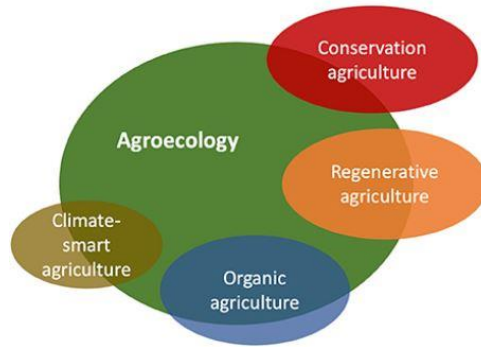 Conservation
agriculture
Agroecology
Regenerative
agriculture
Climate-
smart
agriculture
Organic
agriculture